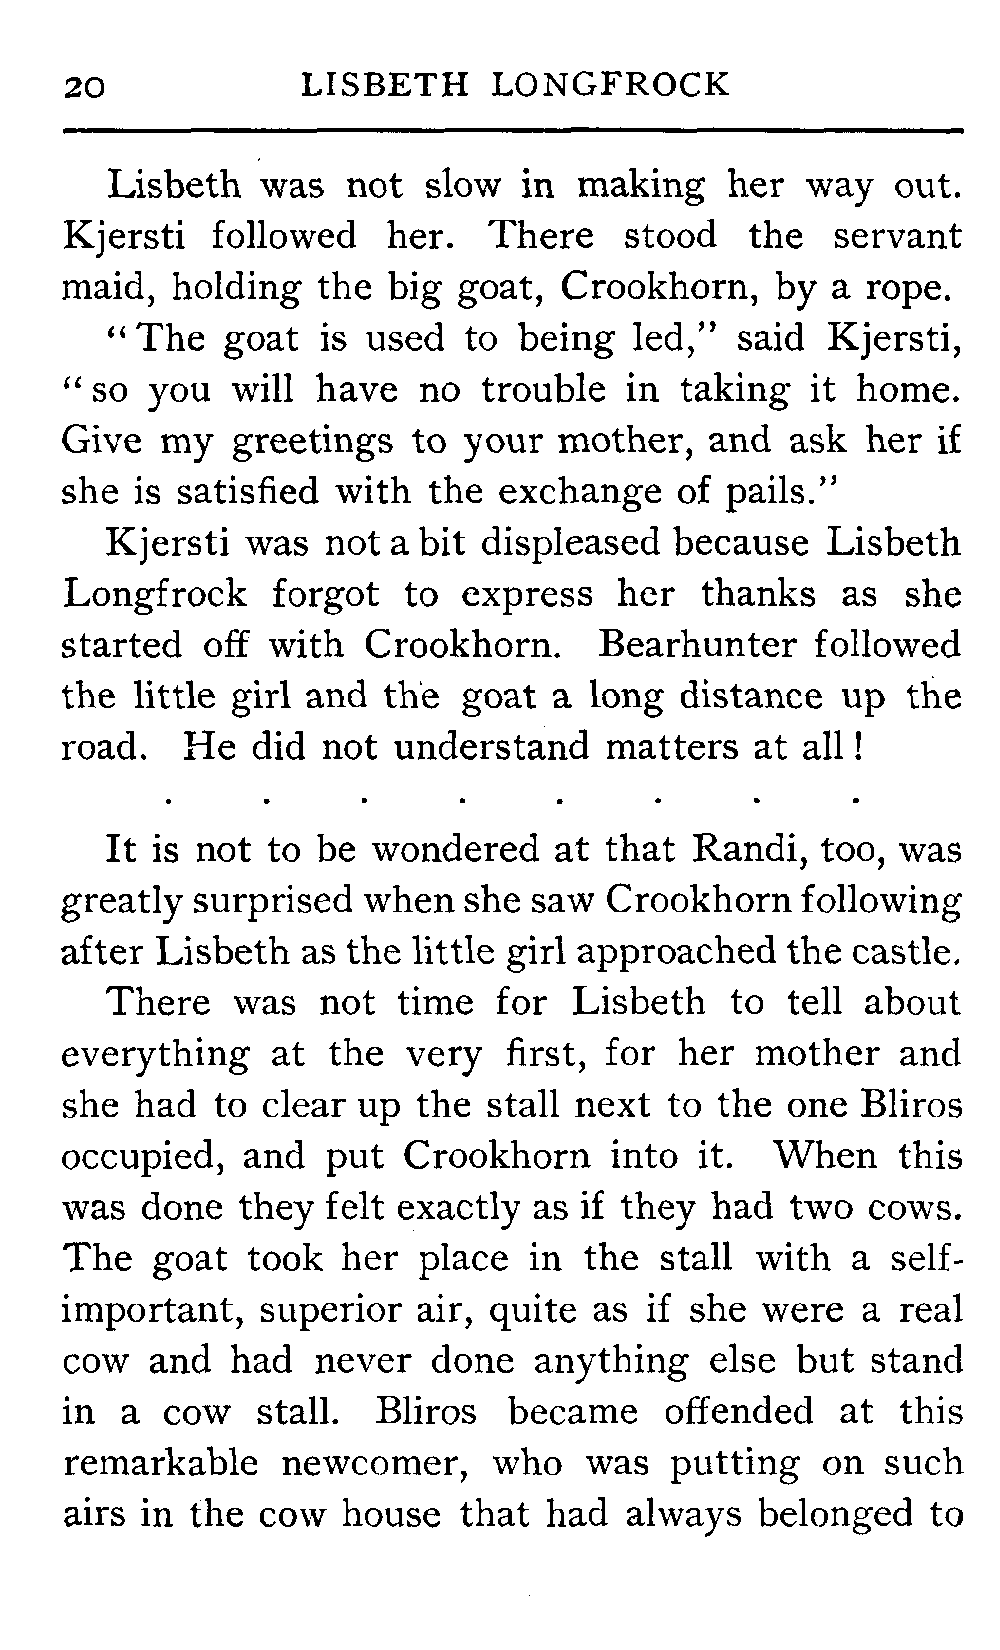 20 LISBETH LONGFROCK
Lisbeth was not slow in making her way out.
Kjersti followed her. There stood the servant
maid, holding the big goat, Crookhorn, by a rope.
"The goat is used to being led," said Kjersti,
"so you will have no trouble in taking it home.
Give my greetings to your mother, and ask her if
she is satisfied with the exchange of pails."
Kjersti was not a bit displeased because Lisbeth
Longfrock forgot to express her thanks as she
started off with Crookhorn. Bearhunter followed
the little girl and the goat a long distance up the
road. He did not understand matters at all!
. . . . . . . .
It is not to be wondered at that Randi, too, was
greatly surprised when she saw Crookhorn following
after Lisbeth as the little girl approached the castle.
There was not time for Lisbeth to tell about
everything at the very first, for her mother and
she had to clear up the stall next to the one Bliros
occupied, and put Crookhorn into it. When this
was done they felt exactly as if they had two cows.
The goat took her place in the stall with a self-
important, superior air, quite as if she were a real
cow and had never done anything else but stand
in a cow stall. Bliros became offended at this
remarkable newcomer, who was putting on such
airs in the cow house that had always belonged to